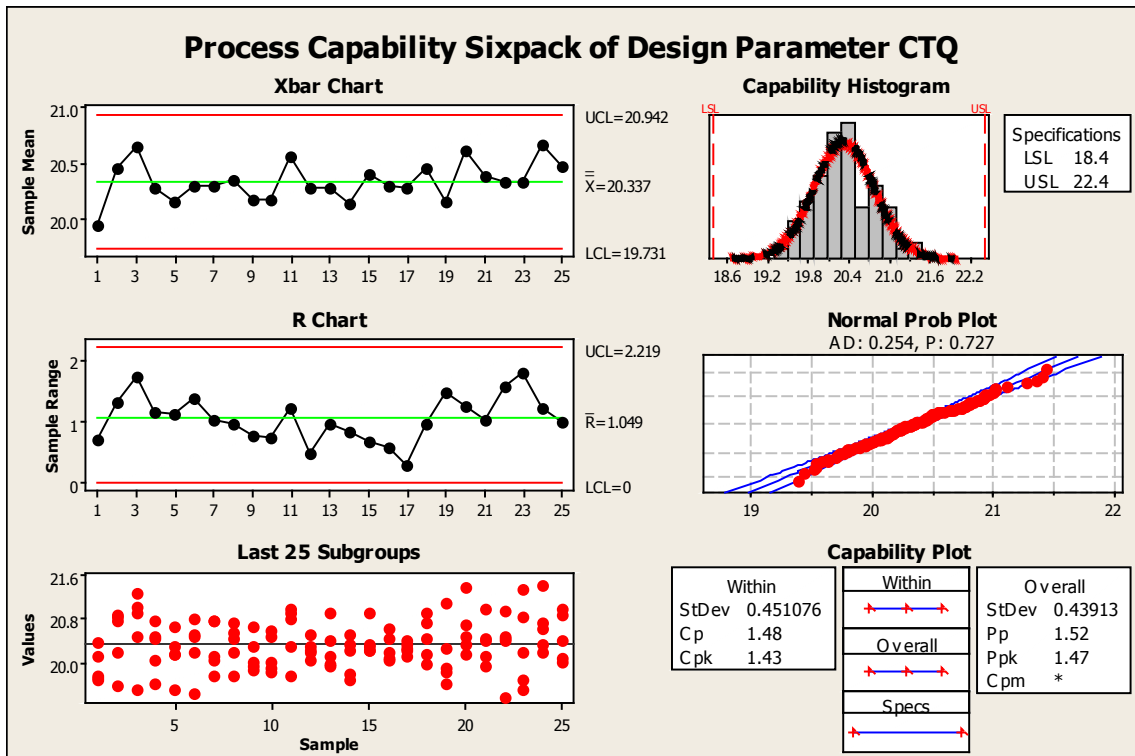 Process Capability Sixpack of Design Parameter CTQ
Xbar Chart
Sample Mean
21.0
20.5
20.0
1 3 5 7 9 11 13 15 17 19 21 23 25
UCL=20.942
X=20.337
LCL=19.731
Capability Histogram
LSL USL
18.6 19.2 19.8 20.4 21.0 21.6 22.2
Specifications
LSL 18.4
USL 22.4
R Chart
Sample Range
2
1
0
1 3 5 7 9 11 13 15 17 19 21 23 25
UCL=2.219
R=1.049
LCL=0
Normal Prob Plot
AD: 0.254, P: 0.727
19 20 21 22
Last 25 Subgroups
Values
21.6
20.8
20.0
5 10 15 20 25
Sample
Capability Plot
Within
StDev 0.451076
Cp 1.48
Cpk 1.43
Within
Overall
Specs
Overall
StDev 0.43913
Pp 1.52
Ppk 1.47
Cpm *